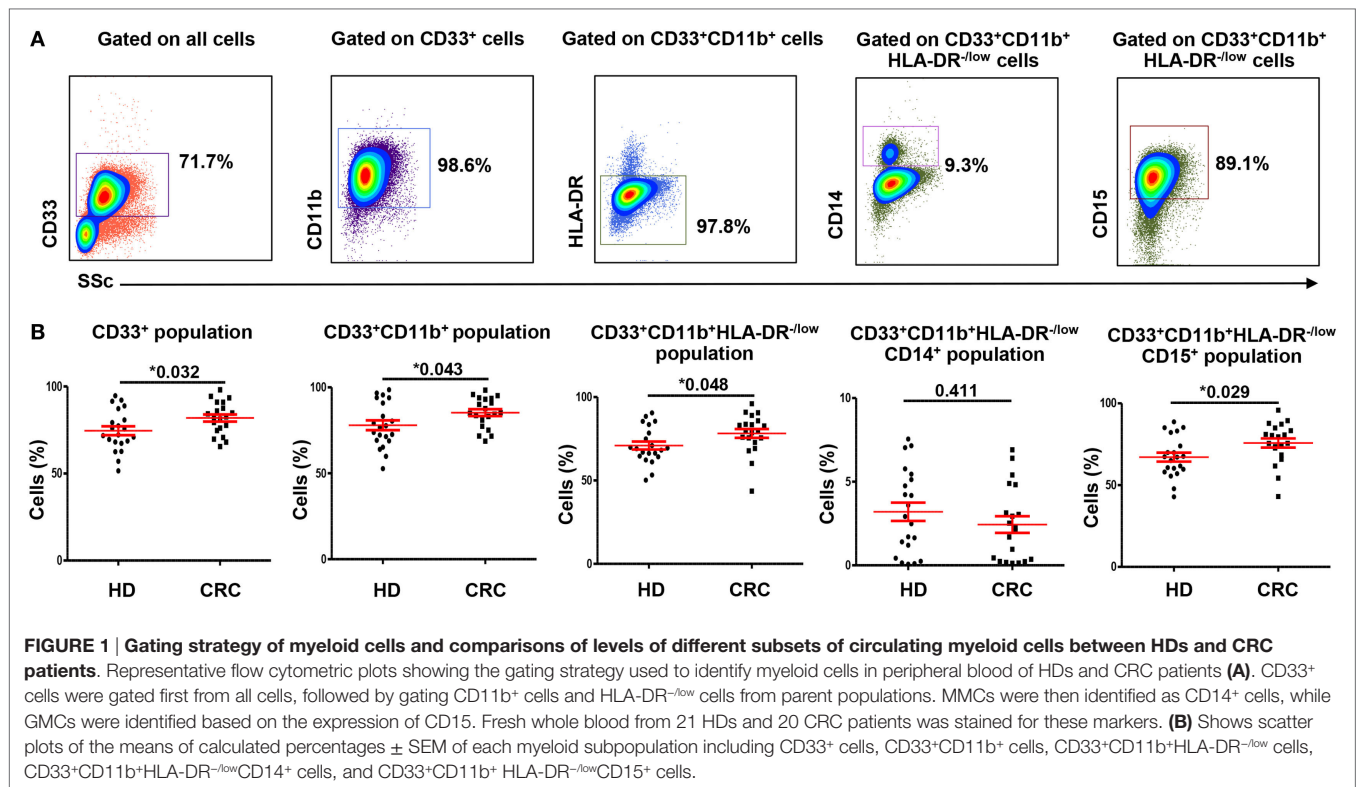 A
Gated on all cells
Gated on CD33⁺ cells
Gated on CD33⁺CD11b⁺ cells
Gated on CD33⁺CD11b⁺
HLA-DR⁻/ˡᵒʷ cells
Gated on CD33⁺CD11b⁺
HLA-DR⁻/ˡᵒʷ cells
CD33
71.7%
CD11b
98.6%
HLA-DR
97.8%
CD14
9.3%
CD15
89.1%
SSc
B
CD33⁺ population
Cells (%)
100
50
0
*0.032
HD
CRC
CD33⁺CD11b⁺ population
Cells (%)
100
50
0
*0.043
HD
CRC
CD33⁺CD11b⁺HLA-DR⁻/ˡᵒʷ
population
Cells (%)
100
50
0
*0.048
HD
CRC
CD33⁺CD11b⁺HLA-DR⁻/ˡᵒʷ
CD14⁺ population
Cells (%)
10
5
0
0.411
HD
CRC
CD33⁺CD11b⁺HLA-DR⁻/ˡᵒʷ
CD15⁺ population
Cells (%)
100
50
0
*0.029
HD
CRC
FIGURE 1 | Gating strategy of myeloid cells and comparisons of levels of different subsets of circulating myeloid cells between HDs and CRC
patients. Representative flow cytometric plots showing the gating strategy used to identify myeloid cells in peripheral blood of HDs and CRC patients (A). CD33⁺
cells were gated first from all cells, followed by gating CD11b⁺ cells and HLA-DR⁻/ˡᵒʷ cells from parent populations. MMCs were then identified as CD14⁺ cells, while
GMCs were identified based on the expression of CD15. Fresh whole blood from 21 HDs and 20 CRC patients was stained for these markers. (B) Shows scatter
plots of the means of calculated percentages ± SEM of each myeloid subpopulation including CD33⁺ cells, CD33⁺CD11b⁺ cells, CD33⁺CD11b⁺HLA-DR⁻/ˡᵒʷ cells,
CD33⁺CD11b⁺HLA-DR⁻/ˡᵒʷCD14⁺ cells, and CD33⁺CD11b⁺ HLA-DR⁻/ˡᵒʷCD15⁺ cells.